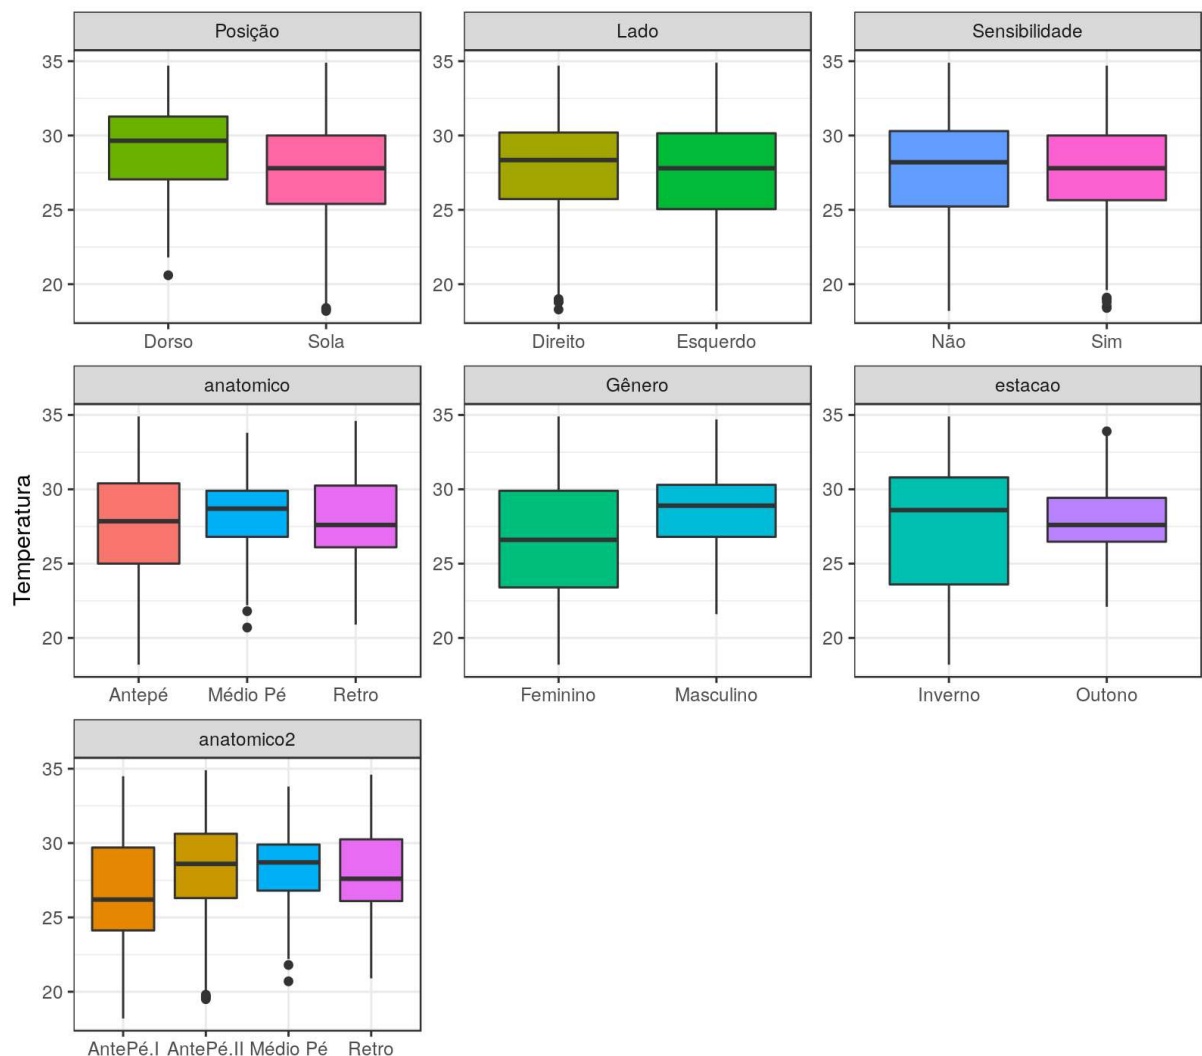 Posição Lado Sensibilidade
35 35 35
30 30 30
25 25 25
20 20 20
Dorso Sola Direito Esquerdo Não Sim
anatomico Gênero estacao
35 35 35
30 30 30
25 25 25
20 20 20
Temperatura
Antepé Médio Pé Retro Feminino Masculino Inverno Outono
anatomico2
35
30
25
20
AntePé.I AntePé.II Médio Pé Retro